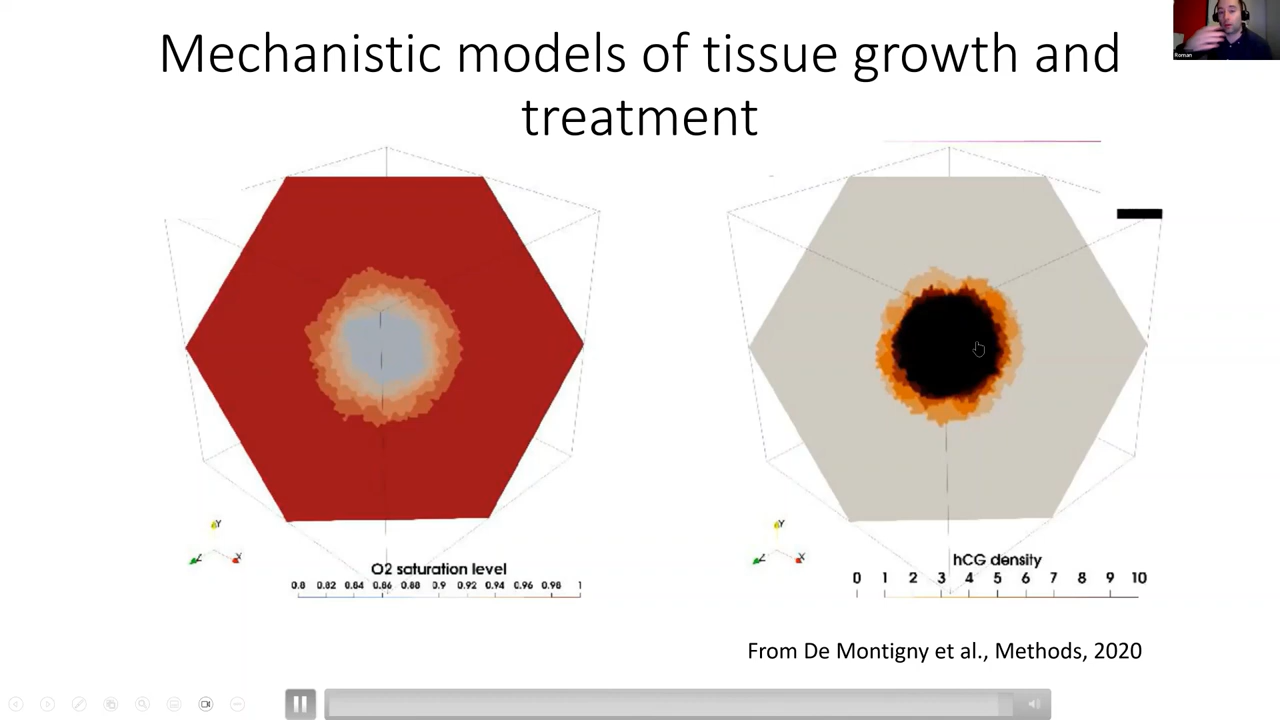 Mechanistic models of tissue growth and
treatment
Roman
Y
Z
X
O2 saturation level
0.8 0.82 0.84 0.86 0.88 0.9 0.92 0.94 0.96 0.98 1
Y
Z
X
hCG density
0 1 2 3 4 5 6 7 8 9 10
From De Montigny et al., Methods, 2020